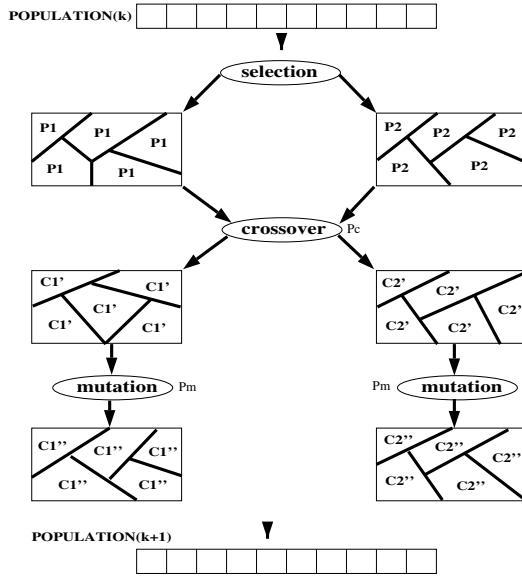 POPULATION(k)
selection
P1 P1 P1 P1 P1
P2 P2 P2 P2 P2
crossover Pc
C1' C1' C1' C1' C1'
C2' C2' C2' C2' C2'
mutation Pm
Pm mutation
C1'' C1'' C1'' C1'' C1''
C2'' C2'' C2'' C2'' C2''
POPULATION(k+1)